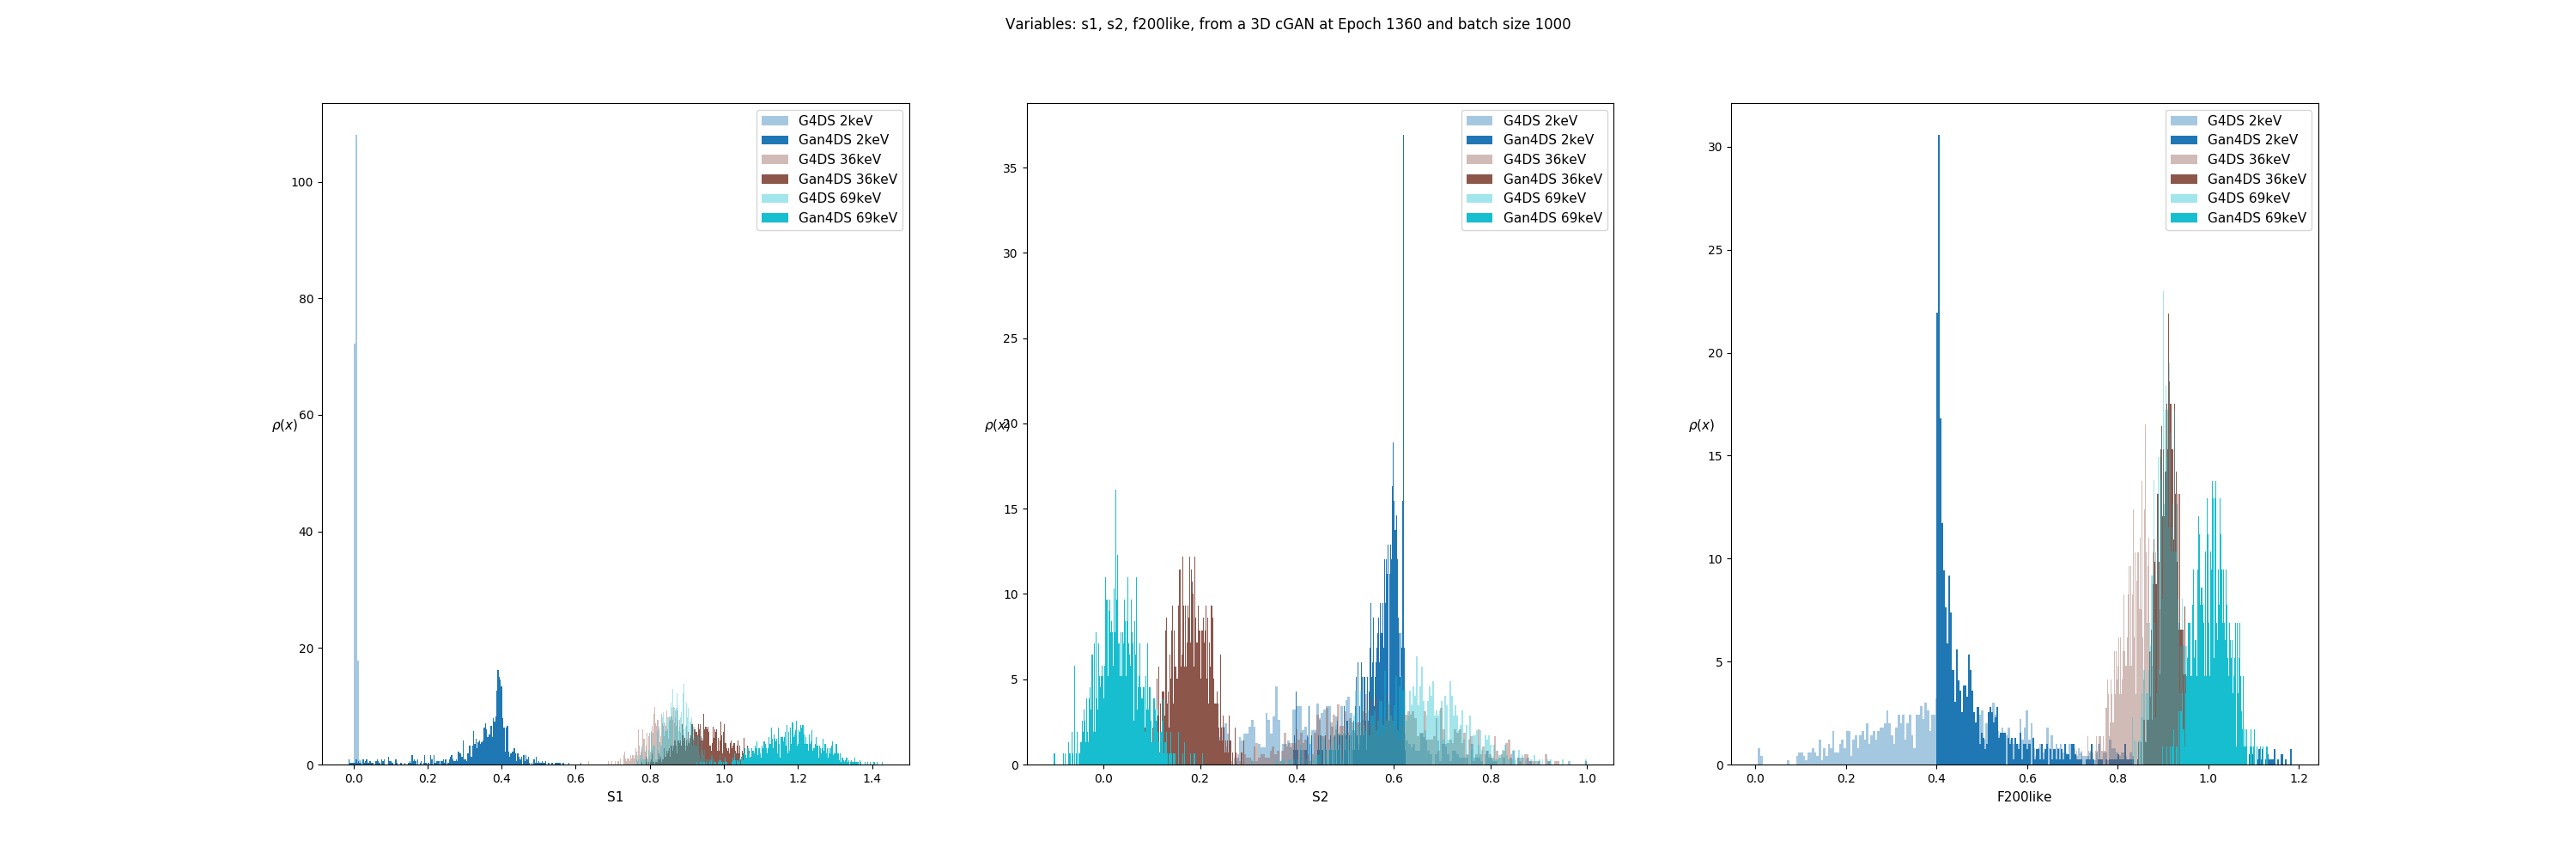 Variables: s1, s2, f200like, from a 3D cGAN at Epoch 1360 and batch size 1000
G4DS 2keV
Gan4DS 2keV
G4DS 36keV
Gan4DS 36keV
G4DS 69keV
Gan4DS 69keV
100
80
60
40
20
0
ρ(x)
0.0 0.2 0.4 0.6 0.8 1.0 1.2 1.4
S1
G4DS 2keV
Gan4DS 2keV
G4DS 36keV
Gan4DS 36keV
G4DS 69keV
Gan4DS 69keV
35
30
25
20
15
10
5
0
ρ(x)
0.0 0.2 0.4 0.6 0.8 1.0
S2
G4DS 2keV
Gan4DS 2keV
G4DS 36keV
Gan4DS 36keV
G4DS 69keV
Gan4DS 69keV
30
25
20
15
10
5
0
ρ(x)
0.0 0.2 0.4 0.6 0.8 1.0 1.2
F200like